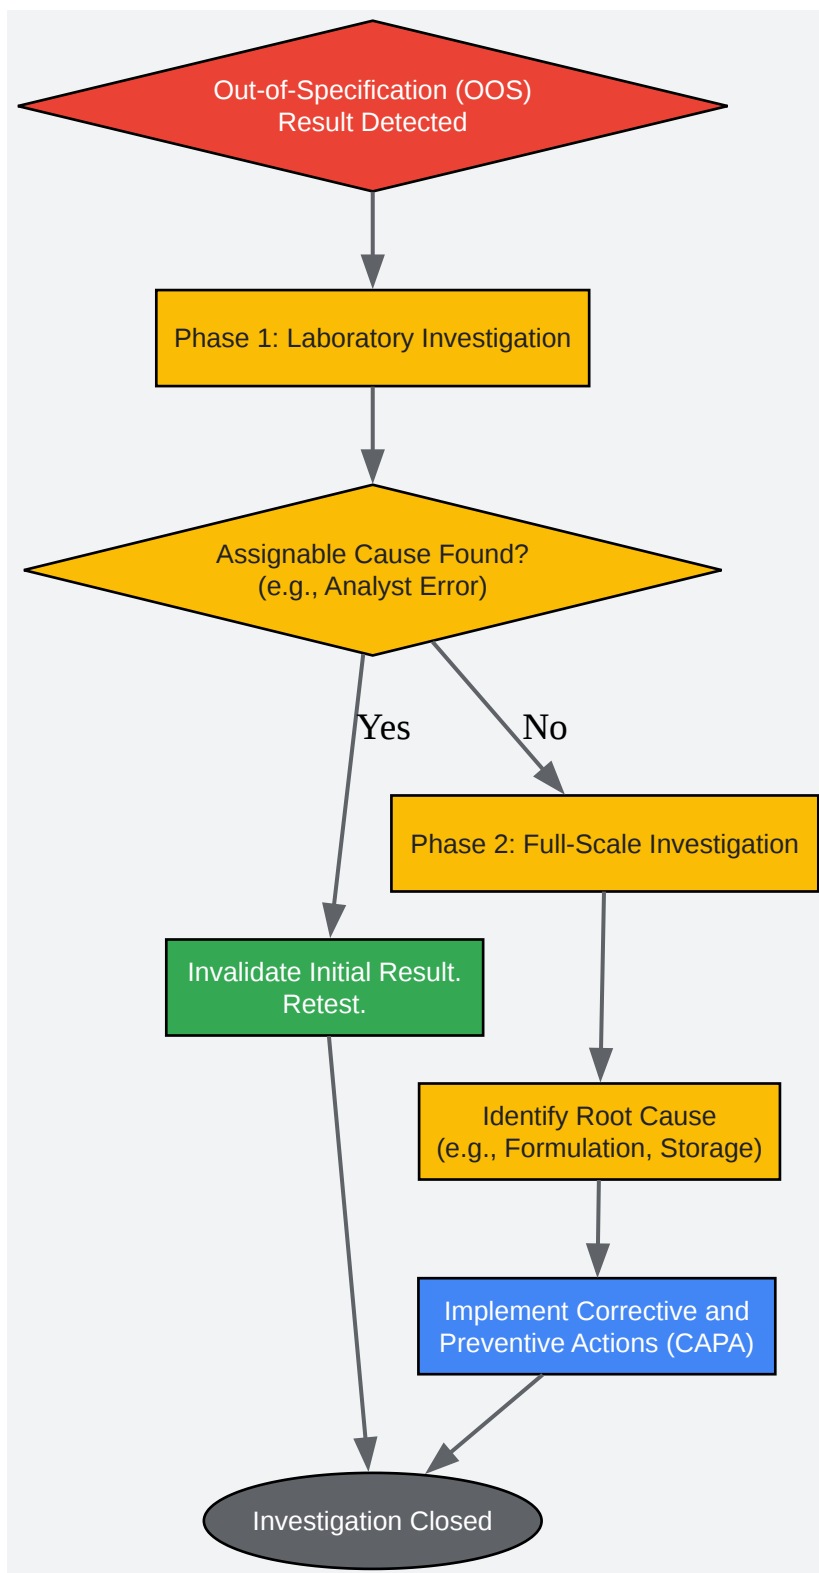 Out-of-Specification (OOS)
Result Detected
Phase 1: Laboratory Investigation
Assignable Cause Found?
(e.g., Analyst Error)
Yes
No
Phase 2: Full-Scale Investigation
Invalidate Initial Result.
Retest.
Identify Root Cause
(e.g., Formulation, Storage)
Implement Corrective and
Preventive Actions (CAPA)
Investigation Closed